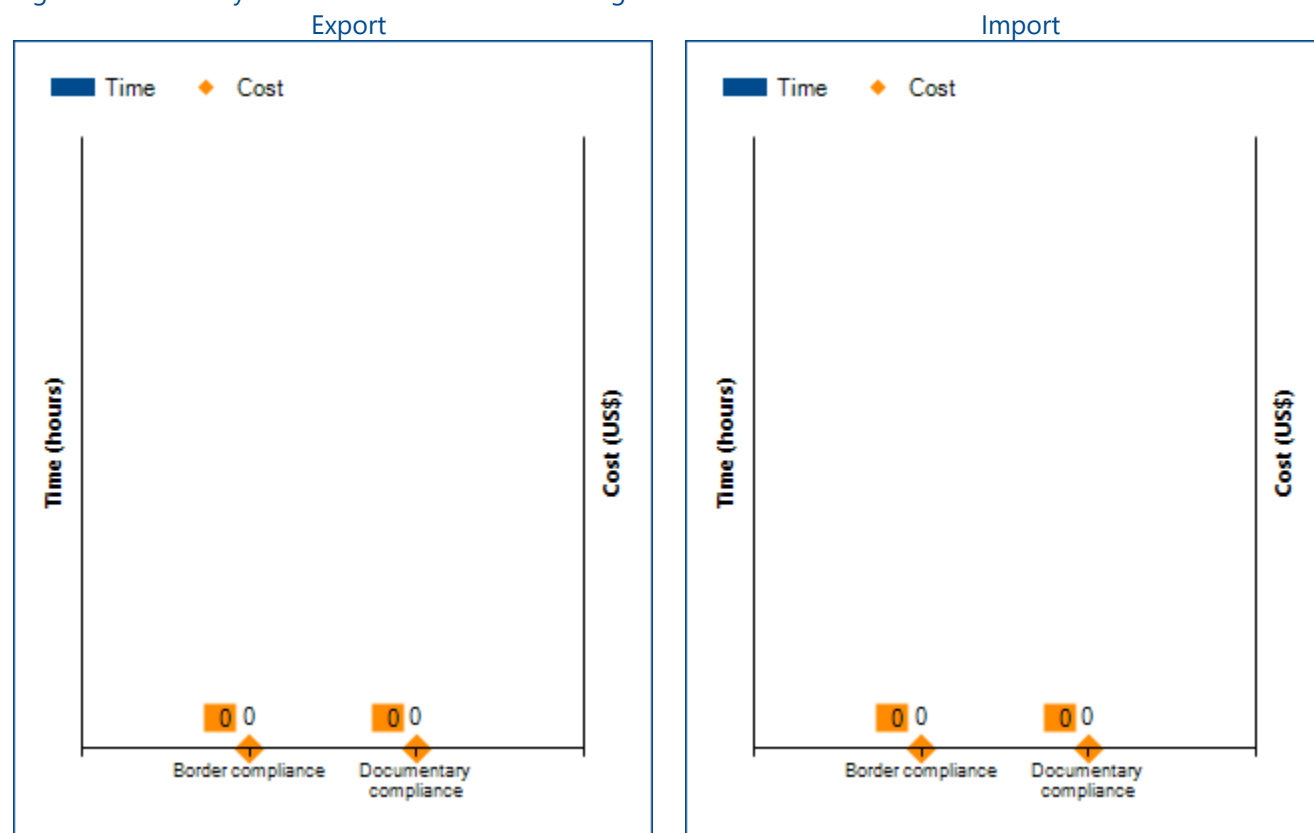 Export
Time Cost
Time (hours)
Cost (US$)
0 0 0 0
Border compliance Documentary
compliance
Import
Time Cost
Time (hours)
Cost (US$)
0 0 0 0
Border compliance Documentary
compliance